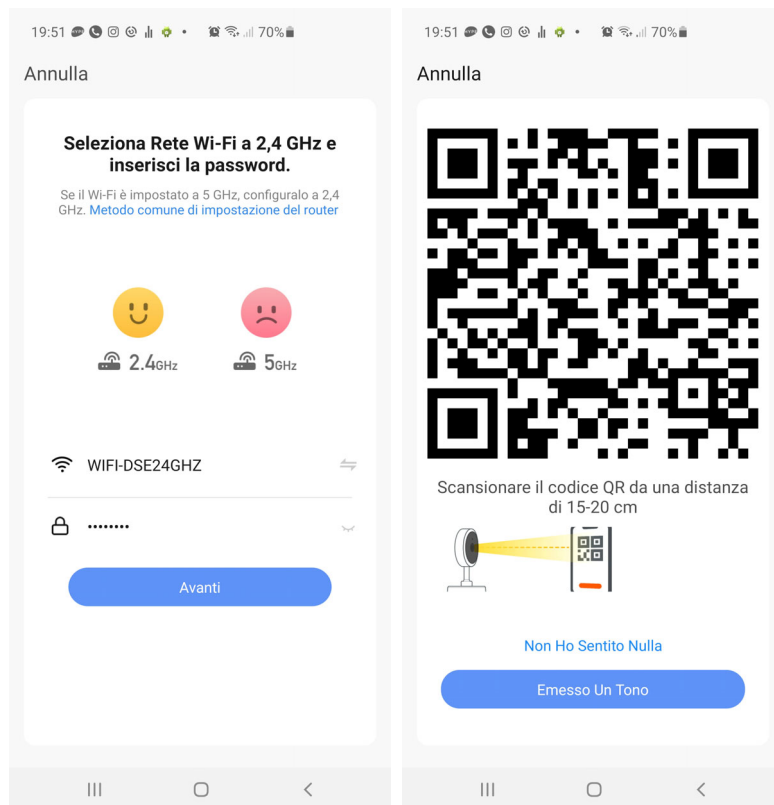 19:51 70%
Annulla
Seleziona Rete Wi-Fi a 2,4 GHz e
inserisci la password.
Se il Wi-Fi è impostato a 5 GHz, configuralo a 2,4
GHz. Metodo comune di impostazione del router
2.4GHz 5GHz
WIFI-DSE24GHZ
••••••••
Avanti
19:51 70%
Annulla
Scansionare il codice QR da una distanza
di 15-20 cm
Non Ho Sentito Nulla
Emesso Un Tono